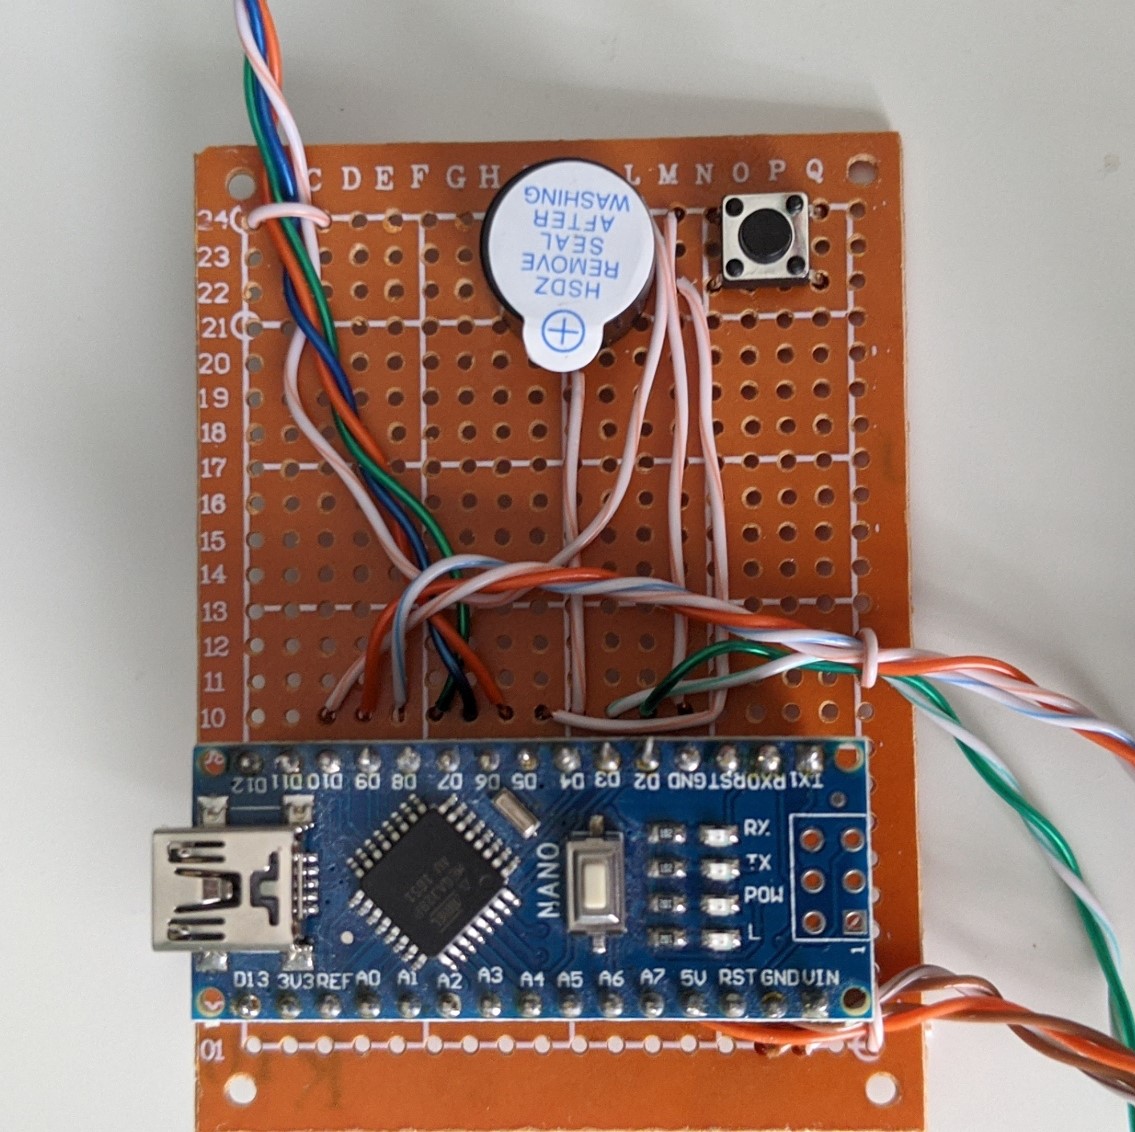 C D E F G H L M N O P Q
24
23
22
21
20
19
18
17
16
15
14
13
12
11
10
01
HSDZ
REMOVE
SEAL
AFTER
WASHING
D12 D11 D10 D9 D8 D7 D6 D5 D4 D3 D2 GND RST RX0 TX1
NANO
RX
TX
POW
L
1
D13 3V3 REF A0 A1 A2 A3 A4 A5 A6 A7 5V RST GND VIN